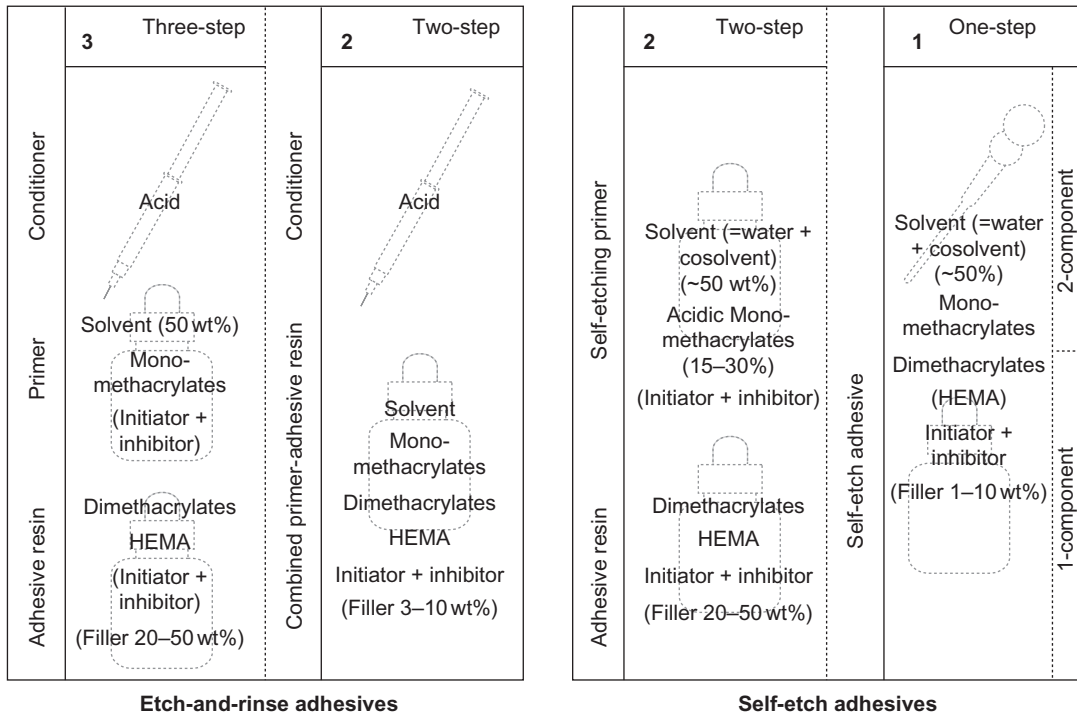 3
Three-step
Conditioner
Acid
Primer
Solvent (50 wt%)
Mono-
methacrylates
(Initiator +
inhibitor)
Adhesive resin
Dimethacrylates
HEMA
(Initiator +
inhibitor)
(Filler 20–50 wt%)
2
Two-step
Conditioner
Acid
Combined primer-adhesive resin
Solvent
Mono-
methacrylates
Dimethacrylates
HEMA
Initiator + inhibitor
(Filler 3–10 wt%)
Etch-and-rinse adhesives
2
Two-step
Self-etching primer
Solvent (=water +
cosolvent)
(~50 wt%)
Acidic Mono-
methacrylates
(15–30%)
(Initiator + inhibitor)
Adhesive resin
Dimethacrylates
HEMA
Initiator + inhibitor
(Filler 20–50 wt%)
1
One-step
Self-etch adhesive
Solvent (=water
+ cosolvent)
(~50%)
Mono-
methacrylates
Dimethacrylates
(HEMA)
Initiator +
inhibitor
(Filler 1–10 wt%)
2-component
1-component
Self-etch adhesives